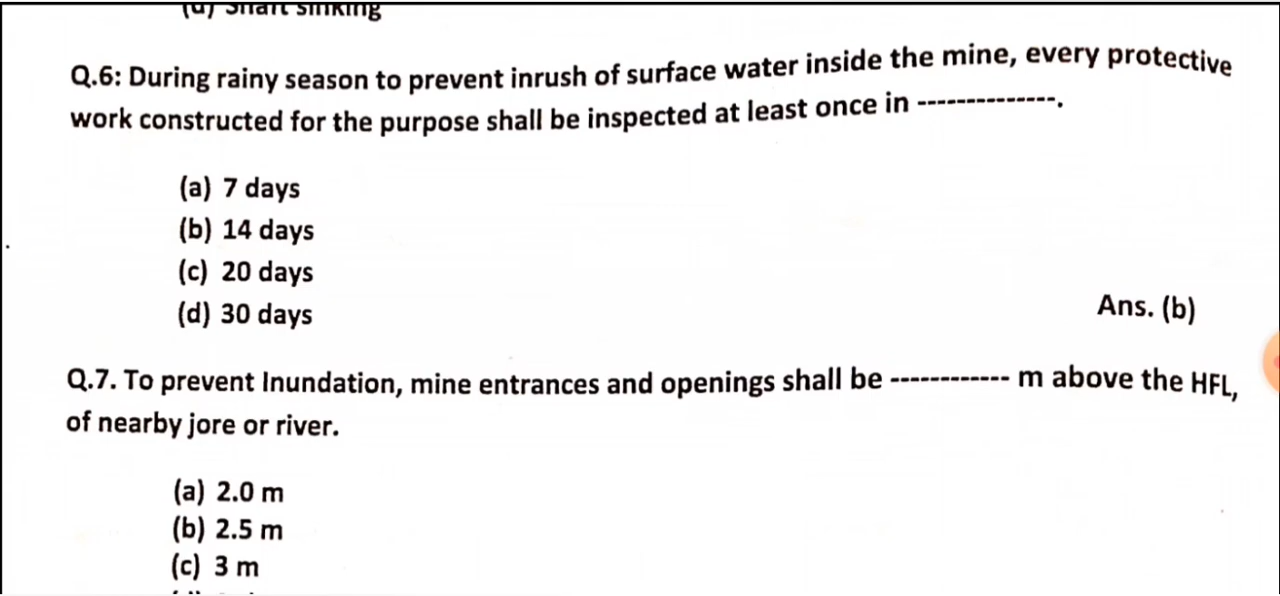 (d) Shaft sinking
Q.6: During rainy season to prevent inrush of surface water inside the mine, every protective
work constructed for the purpose shall be inspected at least once in --------------.
(a) 7 days
(b) 14 days
(c) 20 days
(d) 30 days
Ans. (b)
Q.7. To prevent Inundation, mine entrances and openings shall be ------------ m above the HFL,
of nearby jore or river.
(a) 2.0 m
(b) 2.5 m
(c) 3 m